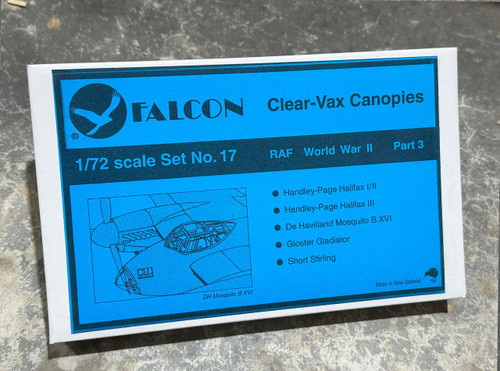 FALCON
Clear-Vax Canopies
©
1/72 scale Set No. 17
RAF World War II Part 3
Handley-Page Halifax I/II
Handley-Page Halifax III
De Havilland Mosquito B XVI
Gloster Gladiator
Short Stirling
DH Mosquito B XVI
Made in New Zealand